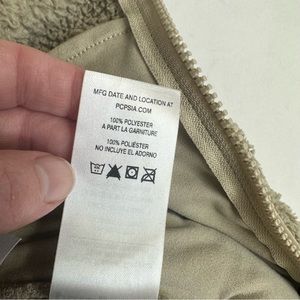 MFG DATE AND LOCATION AT
PCPSIA.COM
100% POLYESTER
A PART LA GARNITURE
100% POLIÉSTER
NO INCLUYE EL ADORNO